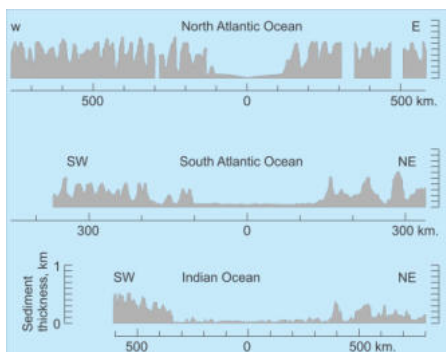 w North Atlantic Ocean E
500 0 500 km.
SW South Atlantic Ocean NE
300 0 300 km.
1
SW Indian Ocean NE
Sediment
thickness, km
0
500 0 500 km.